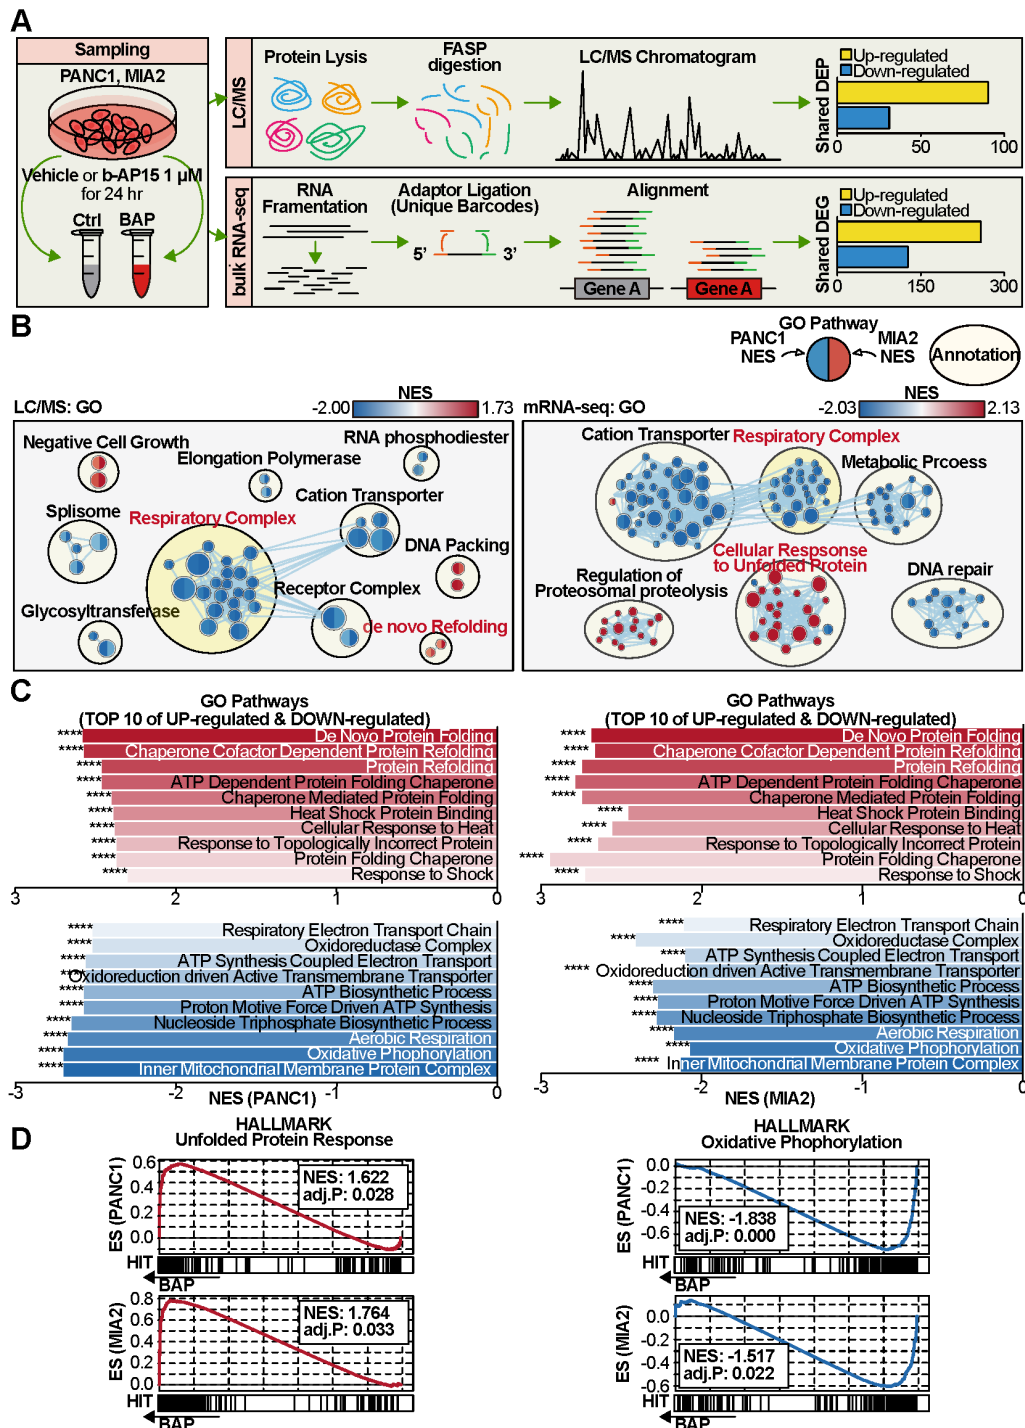 A
Sampling
PANC1, MIA2
Vehicle or b-AP15 1 μM
for 24 hr
Ctrl BAP
LC/MS
Protein Lysis
FASP
digestion
LC/MS Chromatogram
Shared DEP
Up-regulated
Down-regulated
0 50 100
bulk RNA-seq
RNA
Framentation
Adaptor Ligation
(Unique Barcodes)
5’ 3’
Alignment
Gene A Gene A
Shared DEG
Up-regulated
Down-regulated
0 150 300
B
GO Pathway
PANC1
NES
MIA2
NES
Annotation
LC/MS: GO
NES
-2.00 1.73
Negative Cell Growth
RNA phosphodiester
Elongation Polymerase
Cation Transporter
Splisome
Respiratory Complex
DNA Packing
Receptor Complex
Glycosyltransferase
de novo Refolding
mRNA-seq: GO
NES
-2.03 2.13
Cation Transporter
Respiratory Complex
Metabolic Prcoess
Cellular Respsonse
to Unfolded Protein
Regulation of
Proteosomal proteolysis
DNA repair
C
GO Pathways
(TOP 10 of UP-regulated & DOWN-regulated)
**** De Novo Protein Folding
**** Chaperone Cofactor Dependent Protein Refolding
**** Protein Refolding
**** ATP Dependent Protein Folding Chaperone
**** Chaperone Mediated Protein Folding
**** Heat Shock Protein Binding
**** Cellular Response to Heat
**** Response to Topologically Incorrect Protein
**** Protein Folding Chaperone
**** Response to Shock
3 2 1 0
**** Respiratory Electron Transport Chain
**** Oxidoreductase Complex
**** ATP Synthesis Coupled Electron Transport
**** Oxidoreduction driven Active Transmembrane Transporter
**** ATP Biosynthetic Process
**** Proton Motive Force Driven ATP Synthesis
**** Nucleoside Triphosphate Biosynthetic Process
**** Aerobic Respiration
**** Oxidative Phophorylation
**** Inner Mitochondrial Membrane Protein Complex
-3 -2 -1 0
NES (PANC1)
GO Pathways
(TOP 10 of UP-regulated & DOWN-regulated)
**** De Novo Protein Folding
**** Chaperone Cofactor Dependent Protein Refolding
**** Protein Refolding
**** ATP Dependent Protein Folding Chaperone
**** Chaperone Mediated Protein Folding
**** Heat Shock Protein Binding
**** Cellular Response to Heat
**** Response to Topologically Incorrect Protein
**** Protein Folding Chaperone
**** Response to Shock
3 2 1 0
**** Respiratory Electron Transport Chain
**** Oxidoreductase Complex
**** ATP Synthesis Coupled Electron Transport
**** Oxidoreduction driven Active Transmembrane Transporter
**** ATP Biosynthetic Process
**** Proton Motive Force Driven ATP Synthesis
**** Nucleoside Triphosphate Biosynthetic Process
**** Aerobic Respiration
**** Oxidative Phophorylation
**** Inner Mitochondrial Membrane Protein Complex
-3 -2 -1 0
NES (MIA2)
D
HALLMARK
Unfolded Protein Response
ES (PANC1)
0.6
0.4
0.2
0.0
NES: 1.622
adj.P: 0.028
HIT
BAP
ES (MIA2)
0.8
0.6
0.4
0.2
0.0
NES: 1.764
adj.P: 0.033
HIT
BAP
HALLMARK
Oxidative Phophorylation
ES (PANC1)
0.0
-0.2
-0.4
-0.6
NES: -1.838
adj.P: 0.000
HIT
BAP
ES (MIA2)
0.0
-0.2
-0.4
-0.6
NES: -1.517
adj.P: 0.022
HIT
BAP